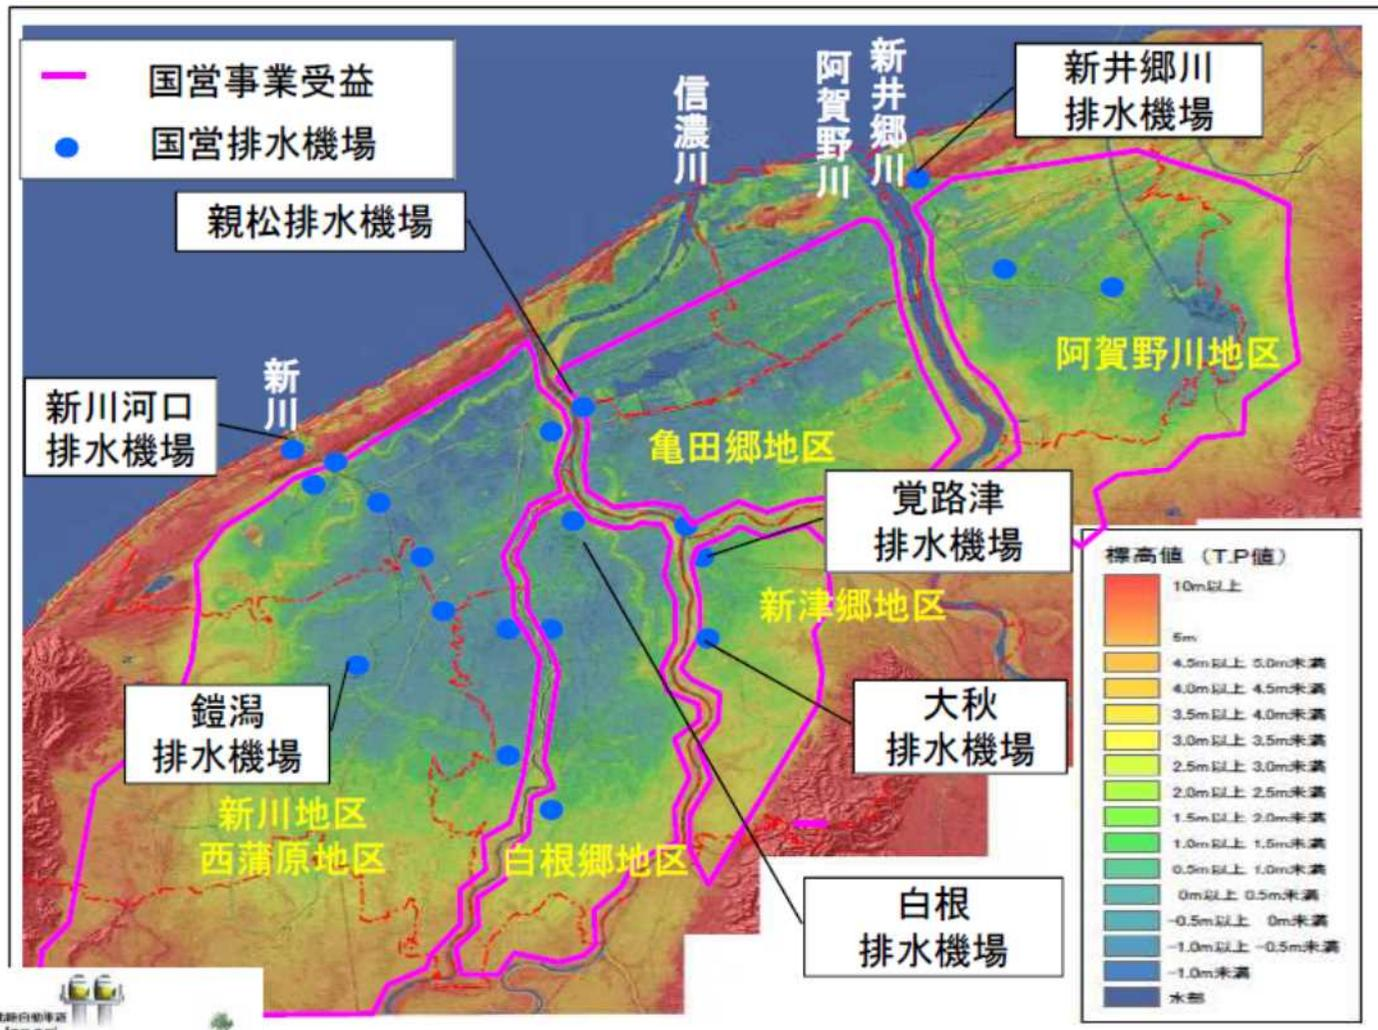 国営事業受益
国営排水機場
信濃川
阿賀野川
新井郷川
新井郷川
排水機場
親松排水機場
阿賀野川地区
新川
新川河口
排水機場
亀田郷地区
覚路津
排水機場
新津郷地区
鎧潟
排水機場
大秋
排水機場
新川地区
西蒲原地区
白根郷地区
白根
排水機場
標高値（T.P値）
10m以上
5m
4.5m以上 5.0m未満
4.0m以上 4.5m未満
3.5m以上 4.0m未満
3.0m以上 3.5m未満
2.5m以上 3.0m未満
2.0m以上 2.5m未満
1.5m以上 2.0m未満
1.0m以上 1.5m未満
0.5m以上 1.0m未満
0m以上 0.5m未満
-0.5m以上 0m未満
-1.0m以上 -0.5m未満
-1.0m未満
水部